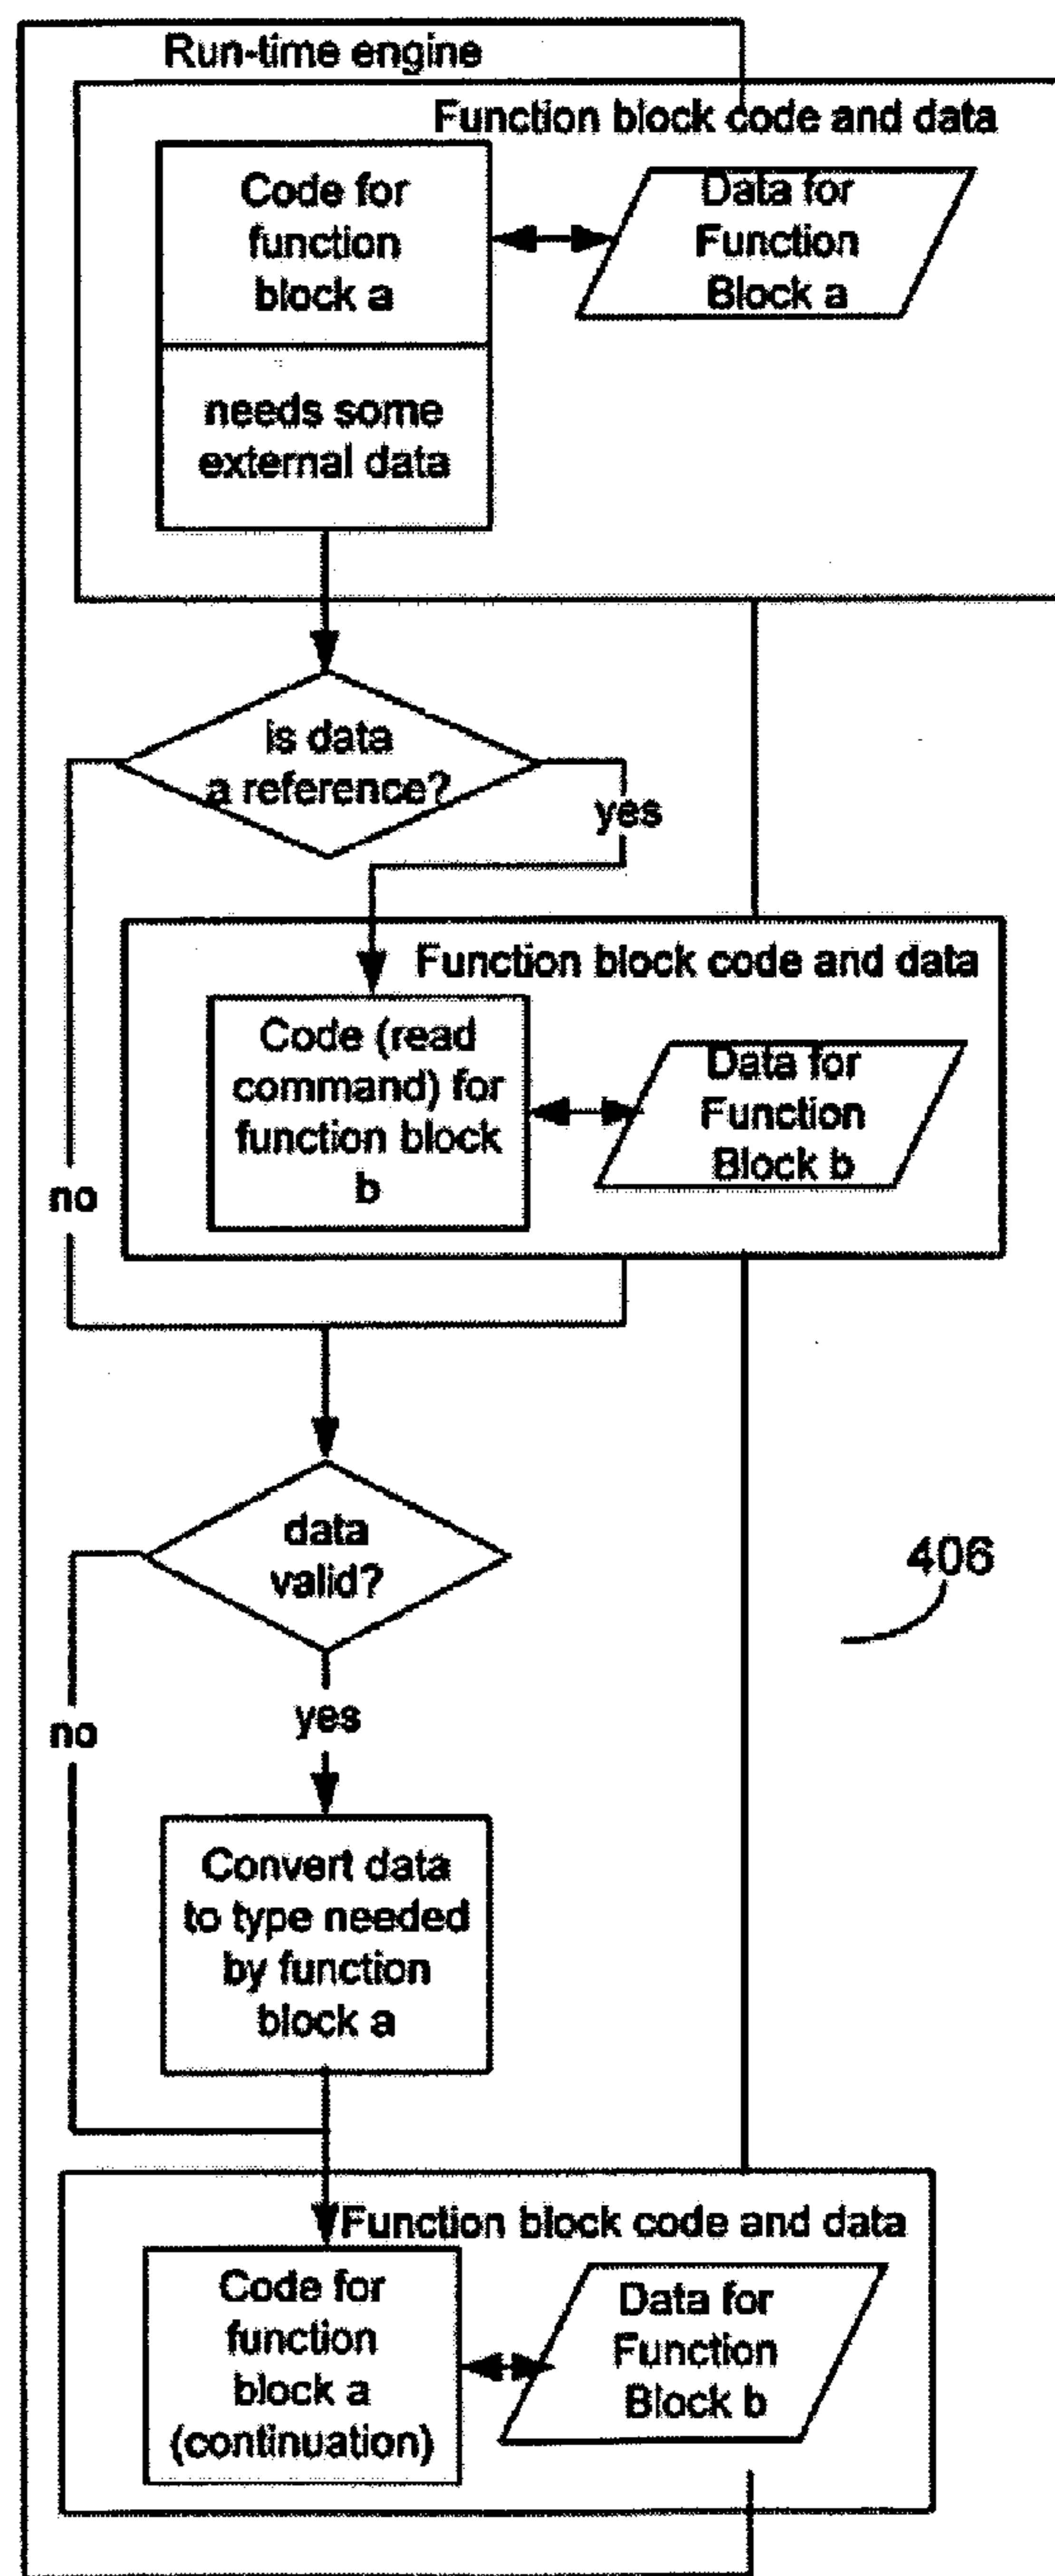 Run-time engine
Function block code and data
Code for
function
block a
Data for
Function
Block a
needs some
external data
is data
a reference?
yes
no
Function block code and data
Code (read
command) for
function block
b
Data for
Function
Block b
data
valid?
406
no
yes
Convert data
to type needed
by function
block a
Function block code and data
Code for
function
block a
(continuation)
Data for
Function
Block b